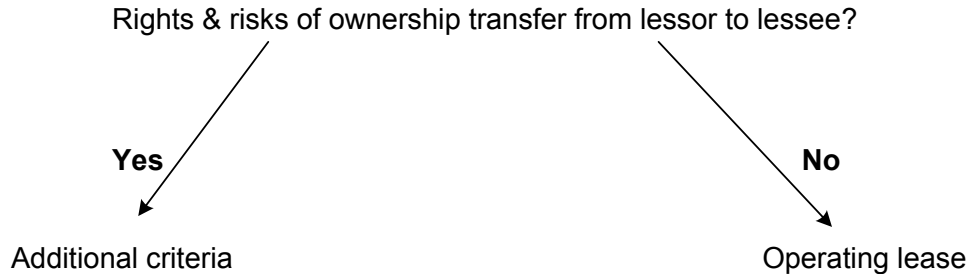 Rights & risks of ownership transfer from lessor to lessee?
Yes
No
Additional criteria
Operating lease